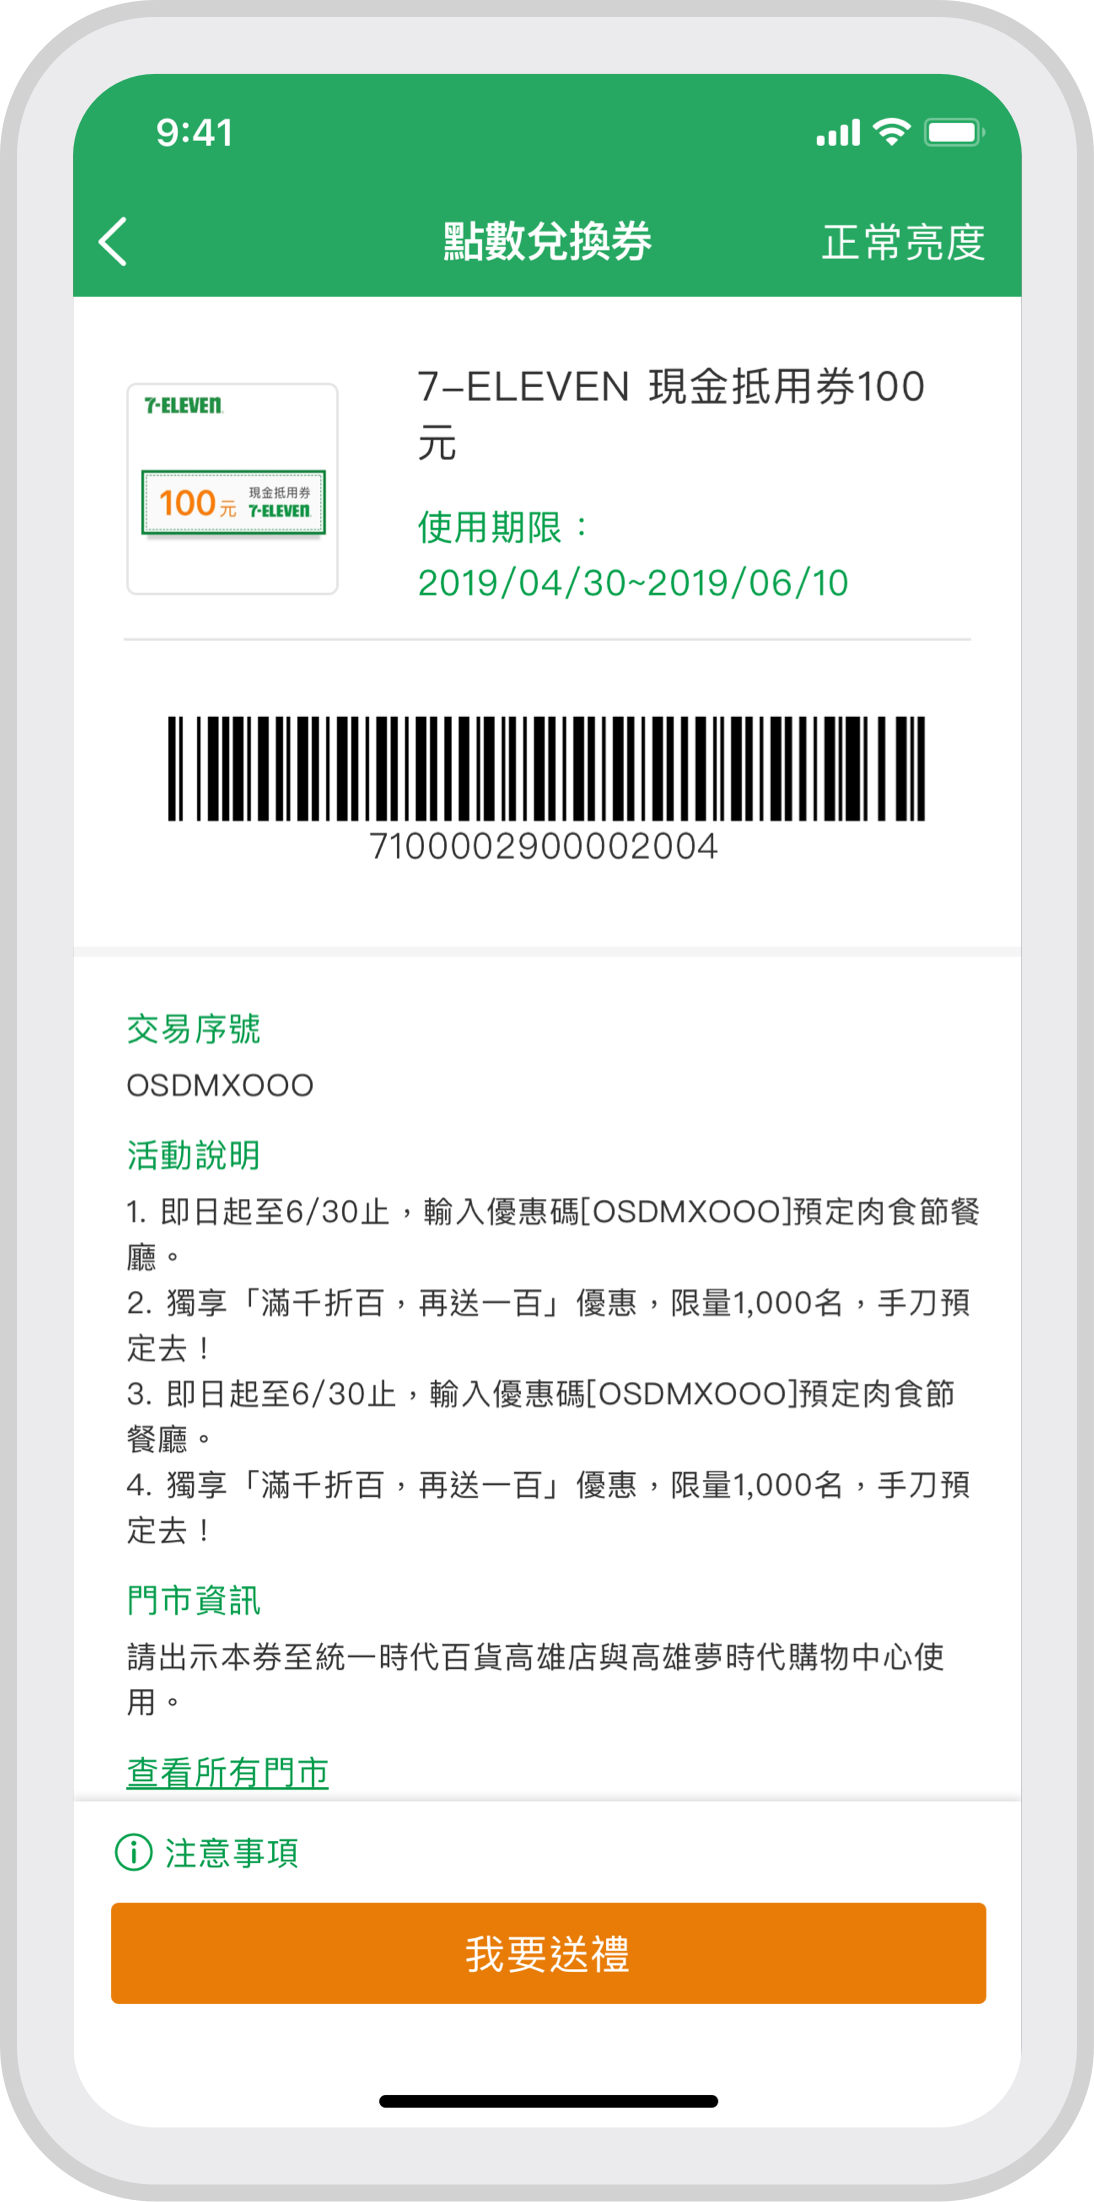 9:41
點數兌換券
正常亮度
7-ELEVEN
100元
現金抵用券
7-ELEVEN
7–ELEVEN 現金抵用券100
元
使用期限：
2019/04/30~2019/06/10
7100002900002004
交易序號
OSDMXOOO
活動說明
1. 即日起至6/30止，輸入優惠碼[OSDMXOOO]預定肉食節餐
廳。
2. 獨享「滿千折百，再送一百」優惠，限量1,000名，手刀預
定去！
3. 即日起至6/30止，輸入優惠碼[OSDMXOOO]預定肉食節
餐廳。
4. 獨享「滿千折百，再送一百」優惠，限量1,000名，手刀預
定去！
門市資訊
請出示本券至統一時代百貨高雄店與高雄夢時代購物中心使
用。
查看所有門市
注意事項
我要送禮